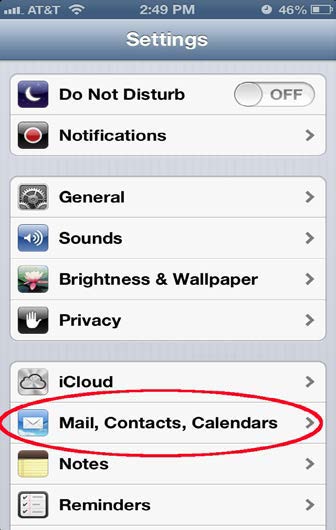 AT&T 2:49 PM 46%
Settings
Do Not Disturb OFF
Notifications
General
Sounds
Brightness & Wallpaper
Privacy
iCloud
Mail, Contacts, Calendars
Notes
Reminders